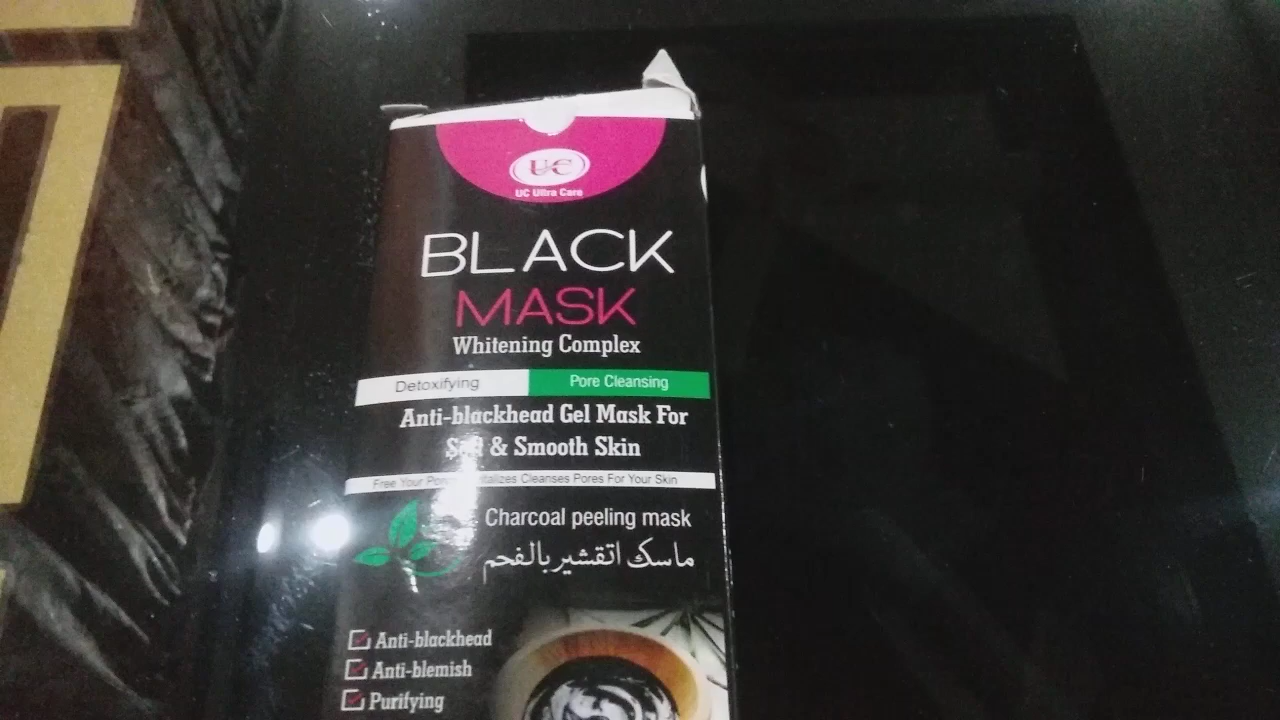 UC
UC Ultra Care
BLACK
MASK
Whitening Complex
Detoxifying
Pore Cleansing
Anti-blackhead Gel Mask For
& Smooth Skin
Free Your Cleanses Pores For Your Skin
Charcoal peeling mask
ماسك اتقشير بالفحم
Anti-blackhead
Anti-blemish
Purifying